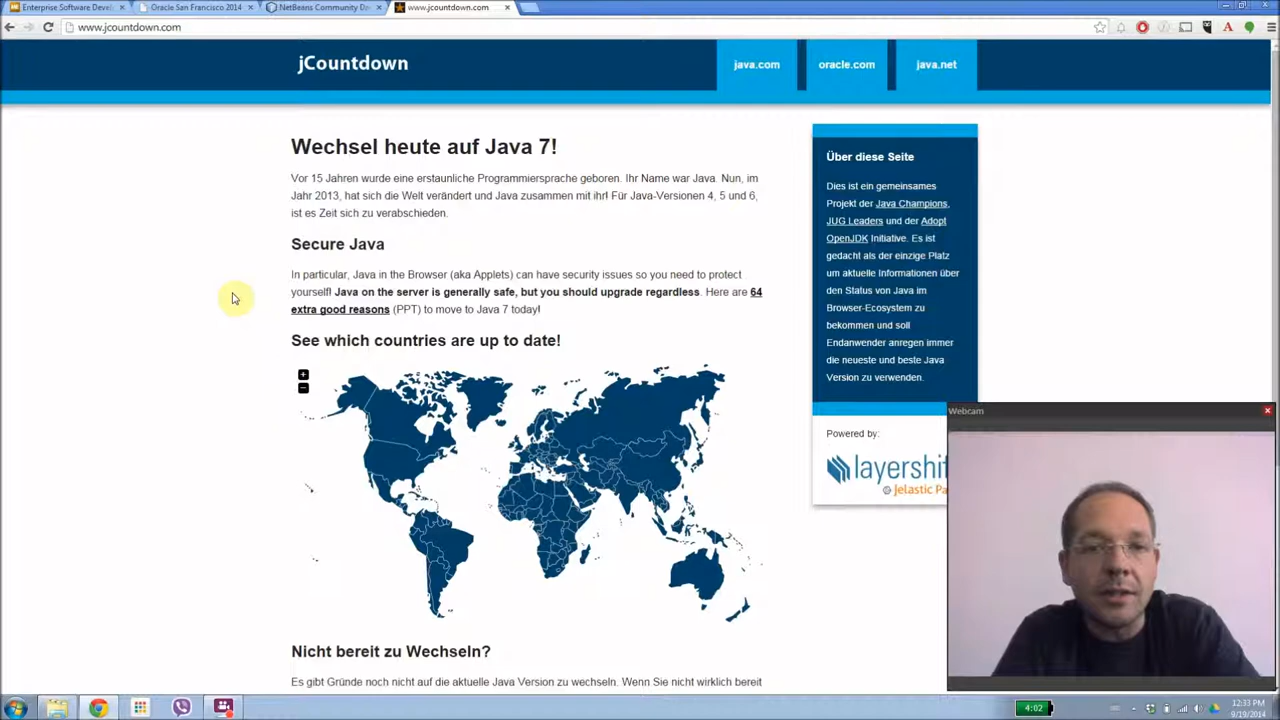 Enterprise Software Devel
Oracle San Francisco 2014
NetBeans Community Da
www.jcountdown.com
www.jcountdown.com
jCountdown
java.com
oracle.com
java.net
Wechsel heute auf Java 7!
Vor 15 Jahren wurde eine erstaunliche Programmiersprache geboren. Ihr Name war Java. Nun, im
Jahr 2013, hat sich die Welt verändert und Java zusammen mit ihr! Für Java-Versionen 4, 5 und 6,
ist es Zeit sich zu verabschieden.
Secure Java
In particular, Java in the Browser (aka Applets) can have security issues so you need to protect
yourself! Java on the server is generally safe, but you should upgrade regardless. Here are 64
extra good reasons (PPT) to move to Java 7 today!
See which countries are up to date!
+
−
Nicht bereit zu Wechseln?
Es gibt Gründe noch nicht auf die aktuelle Java Version zu wechseln. Wenn Sie nicht wirklich bereit
Über diese Seite
Dies ist ein gemeinsames
Projekt der Java Champions,
JUG Leaders und der Adopt
OpenJDK Initiative. Es ist
gedacht als der einzige Platz
um aktuelle Informationen über
den Status von Java im
Browser-Ecosystem zu
bekommen und soll
Endanwender anregen immer
die neueste und beste Java
Version zu verwenden.
Powered by:
layershif
Jelastic Pa
Webcam
4:02
12:33 PM
9/19/2014